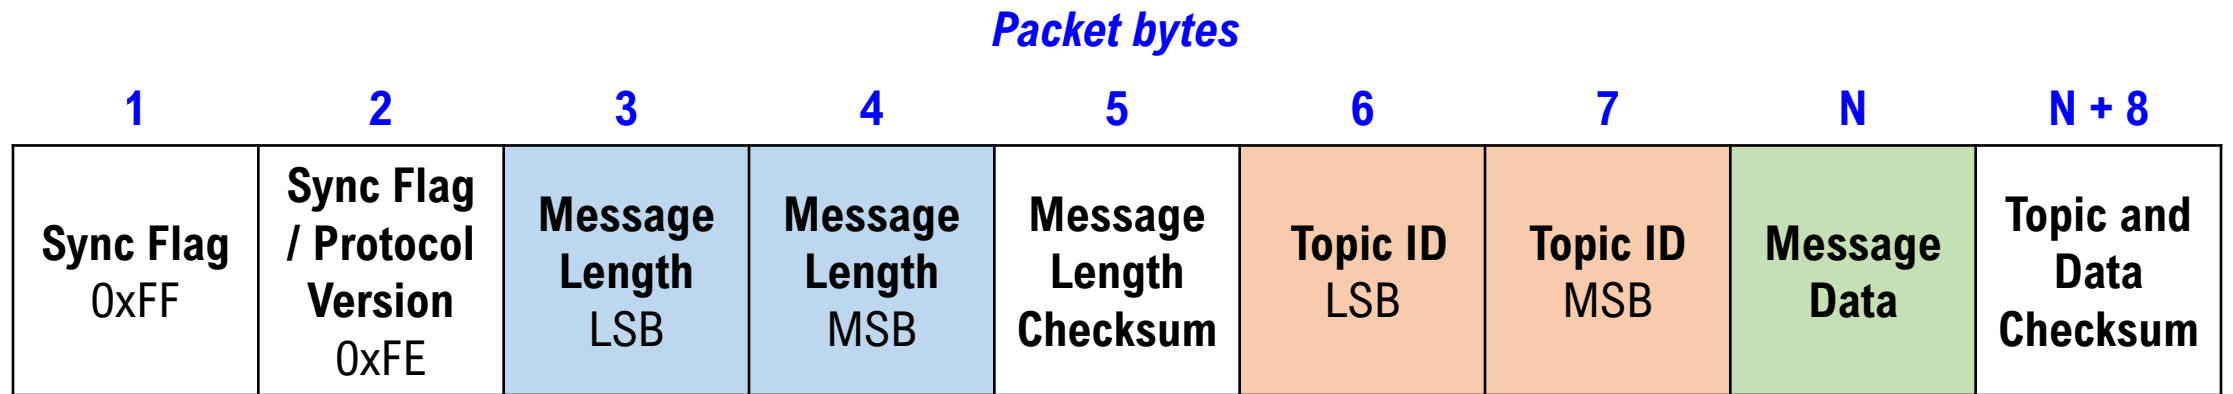 Packet bytes
1 2 3 4 5 6 7 N N + 8
Sync Flag
0xFF
Sync Flag
/ Protocol
Version
0xFE
Message
Length
LSB
Message
Length
MSB
Message
Length
Checksum
Topic ID
LSB
Topic ID
MSB
Message
Data
Topic and
Data
Checksum